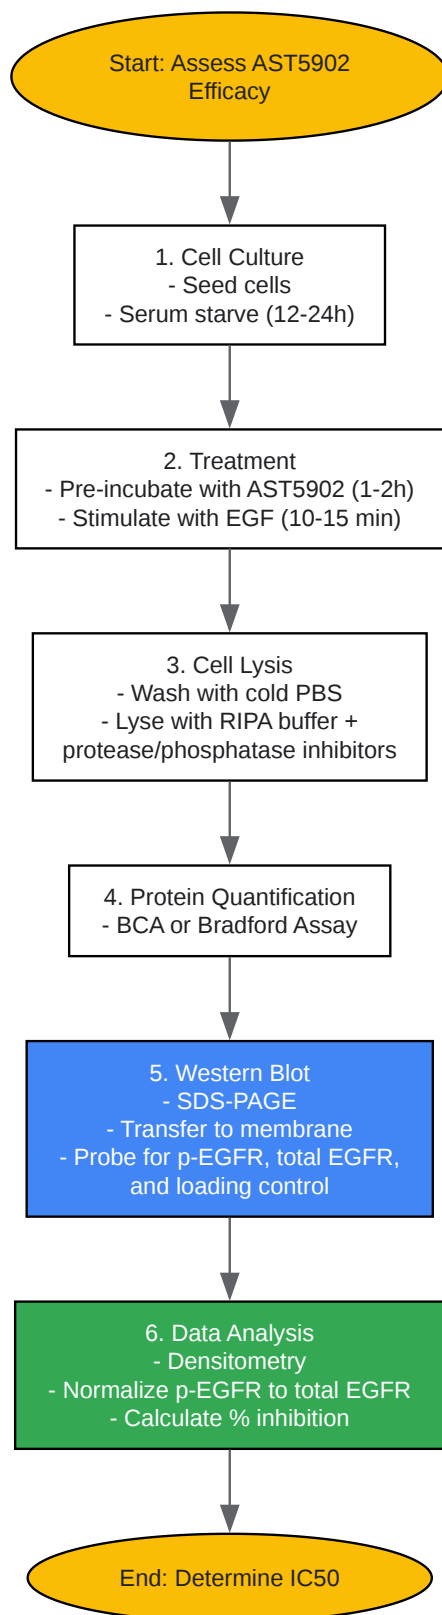 Start: Assess AST5902
Efficacy
1. Cell Culture
- Seed cells
- Serum starve (12-24h)
2. Treatment
- Pre-incubate with AST5902 (1-2h)
- Stimulate with EGF (10-15 min)
3. Cell Lysis
- Wash with cold PBS
- Lyse with RIPA buffer +
protease/phosphatase inhibitors
4. Protein Quantification
- BCA or Bradford Assay
5. Western Blot
- SDS-PAGE
- Transfer to membrane
- Probe for p-EGFR, total EGFR,
and loading control
6. Data Analysis
- Densitometry
- Normalize p-EGFR to total EGFR
- Calculate % inhibition
End: Determine IC50